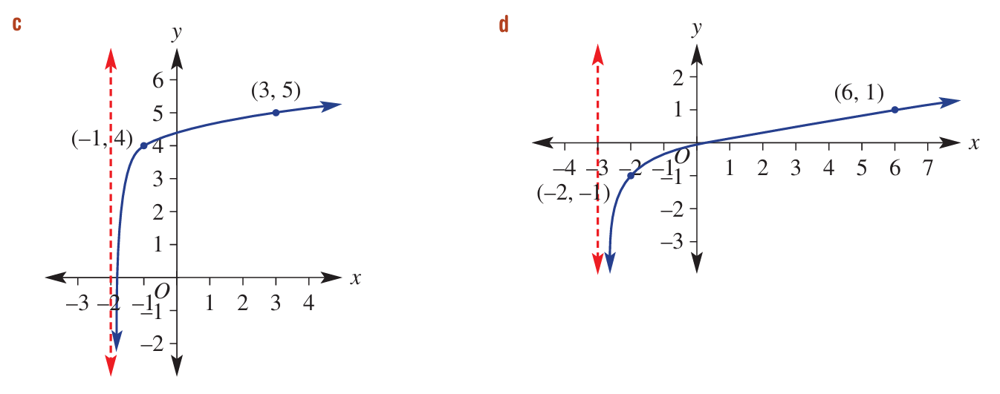 c
y
6
5
4
3
2
1
–1
–2
(3, 5)
(–1, 4)
O
–3 –2 –1 1 2 3 4
x
d
y
2
1
–1
–2
–3
(6, 1)
(–2, –1)
O
–4 –3 –2 –1 1 2 3 4 5 6 7
x